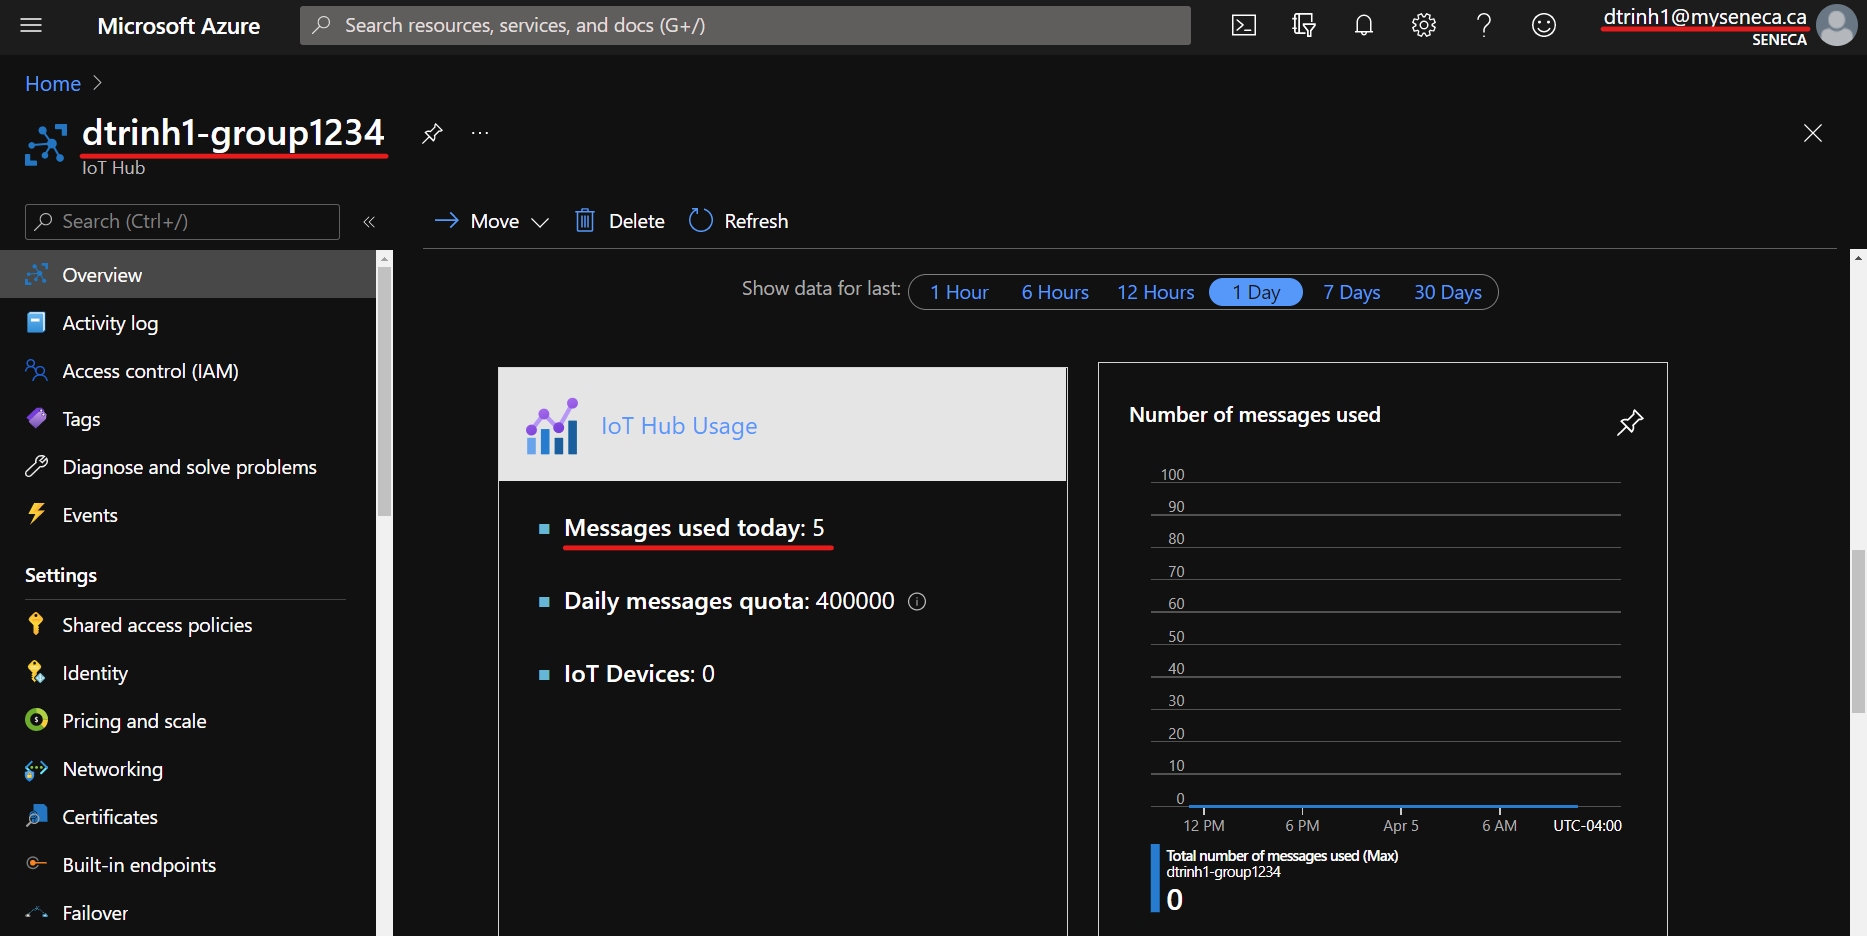 Microsoft Azure
Search resources, services, and docs (G+/)
dtrinh1@myseneca.ca
SENECA
Home
dtrinh1-group1234
IoT Hub
Search (Ctrl+/)
Move
Delete
Refresh
Overview
Activity log
Access control (IAM)
Tags
Diagnose and solve problems
Events
Settings
Shared access policies
Identity
Pricing and scale
Networking
Certificates
Built-in endpoints
Failover
Show data for last: 1 Hour 6 Hours 12 Hours 1 Day 7 Days 30 Days
IoT Hub Usage
Messages used today: 5
Daily messages quota: 400000
IoT Devices: 0
Number of messages used
100
90
80
70
60
50
40
30
20
10
0
12 PM 6 PM Apr 5 6 AM UTC-04:00
Total number of messages used (Max)
dtrinh1-group1234
0